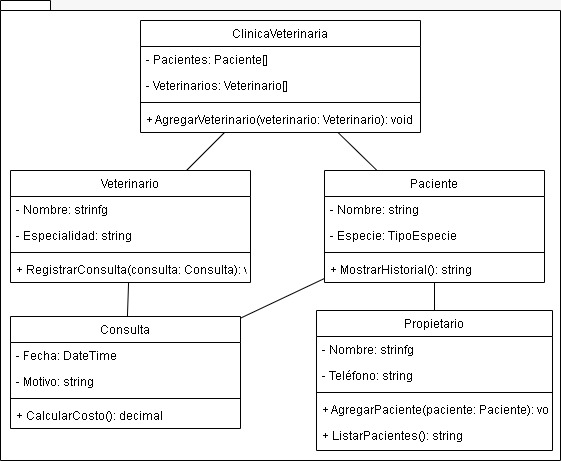 ClinicaVeterinaria
- Pacientes: Paciente[]
- Veterinarios: Veterinario[]
+ AgregarVeterinario(veterinario: Veterinario): void
Veterinario
- Nombre: strinfg
- Especialidad: string
+ RegistrarConsulta(consulta: Consulta): v
Paciente
- Nombre: string
- Especie: TipoEspecie
+ MostrarHistorial(): string
Consulta
- Fecha: DateTime
- Motivo: string
+ CalcularCosto(): decimal
Propietario
- Nombre: strinfg
- Teléfono: string
+ AgregarPaciente(paciente: Paciente): vo
+ ListarPacientes(): string